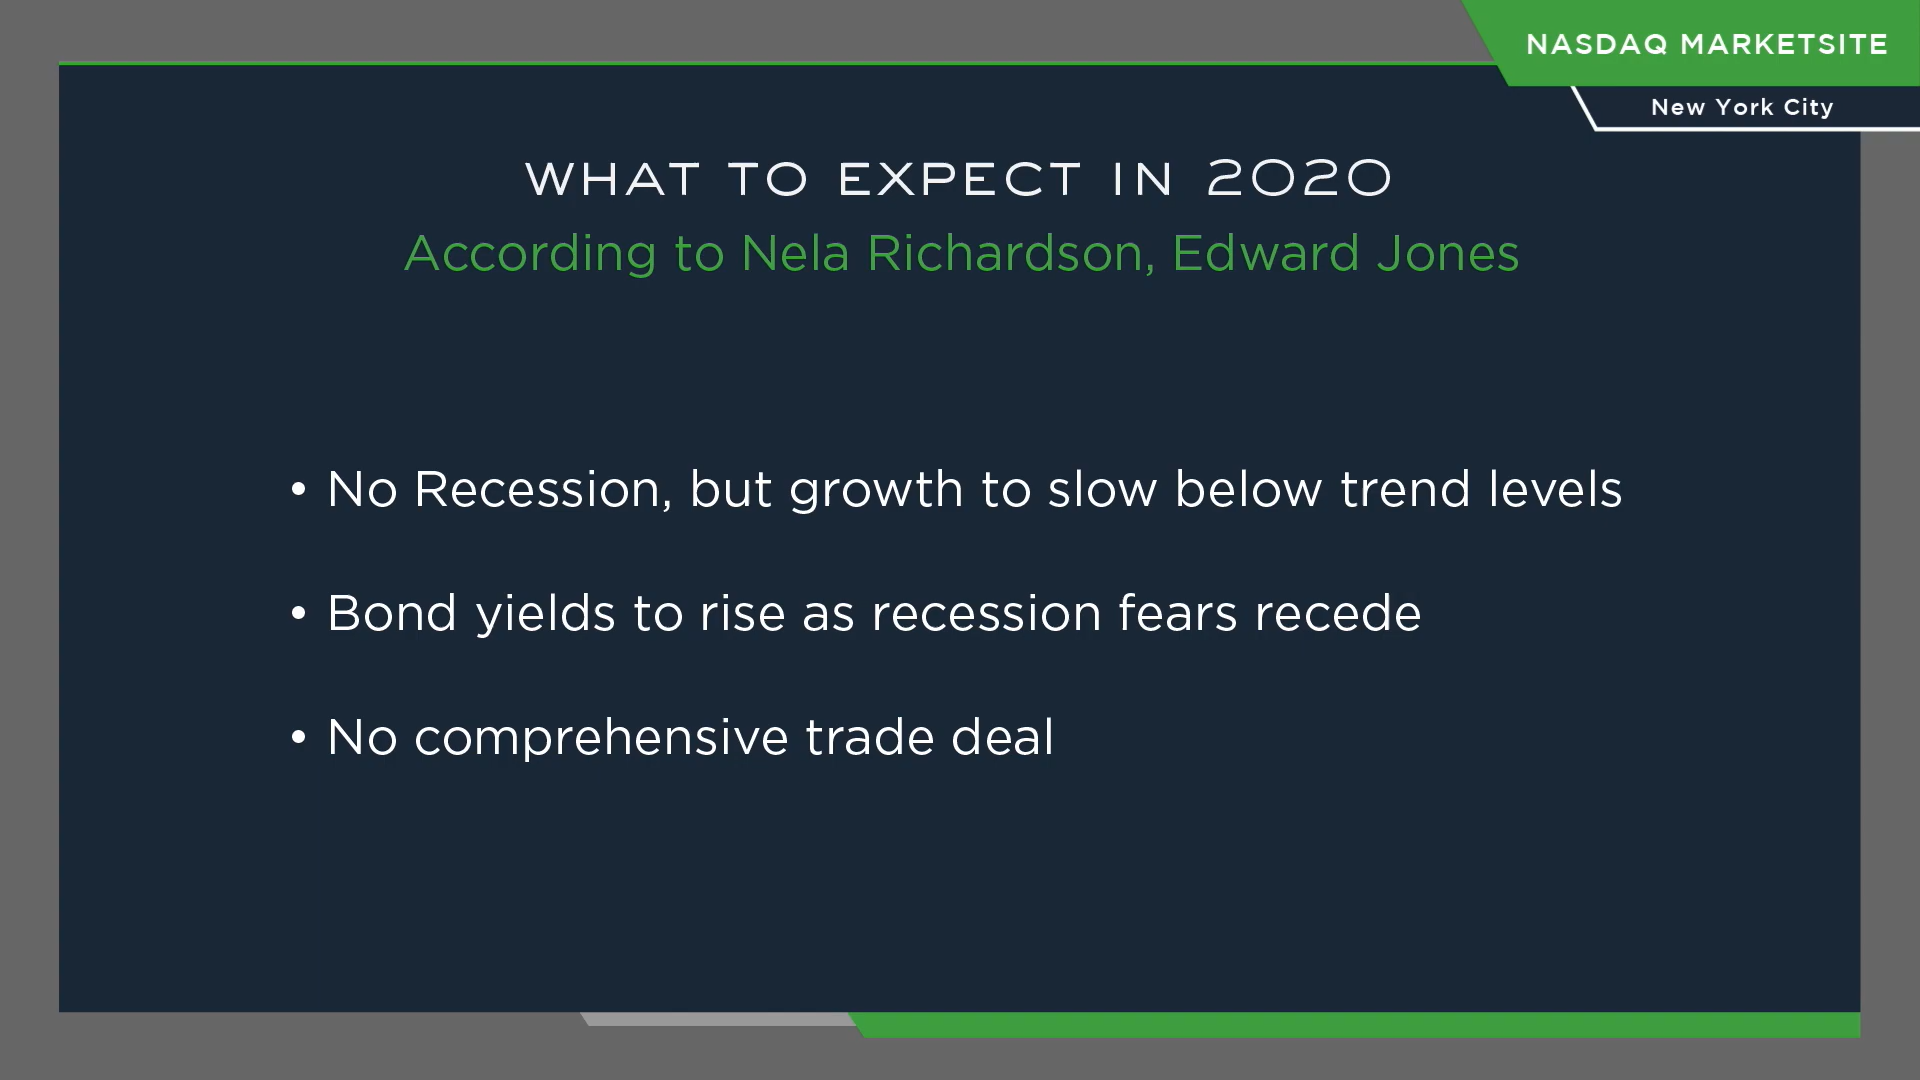 NASDAQ MARKETSITE
New York City
WHAT TO EXPECT IN 2020
According to Nela Richardson, Edward Jones
• No Recession, but growth to slow below trend levels
• Bond yields to rise as recession fears recede
• No comprehensive trade deal